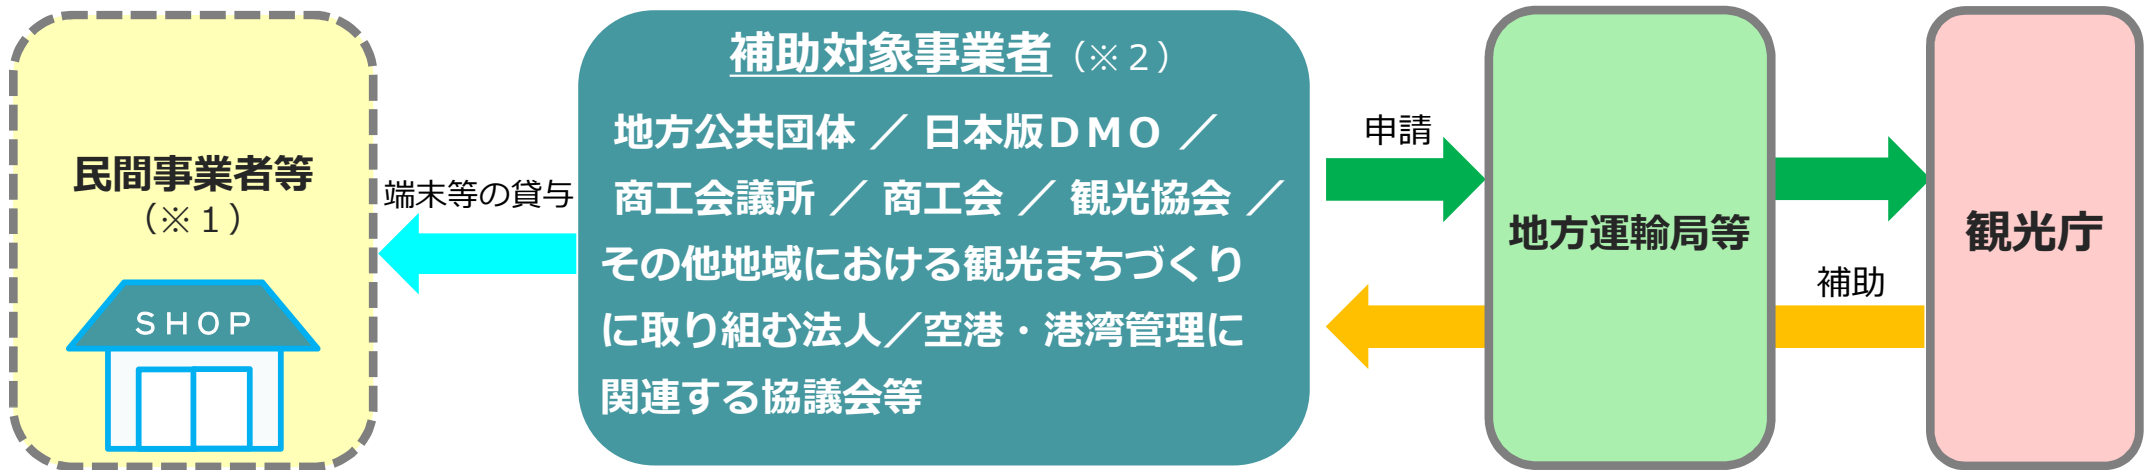 民間事業者等
（※１）
SHOP
端末等の貸与
補助対象事業者（※２）
地方公共団体 ／ 日本版ＤＭＯ ／
商工会議所 ／ 商工会 ／ 観光協会 ／
その他地域における観光まちづくり
に取り組む法人／空港・港湾管理に
関連する協議会等
申請
地方運輸局等
補助
観光庁